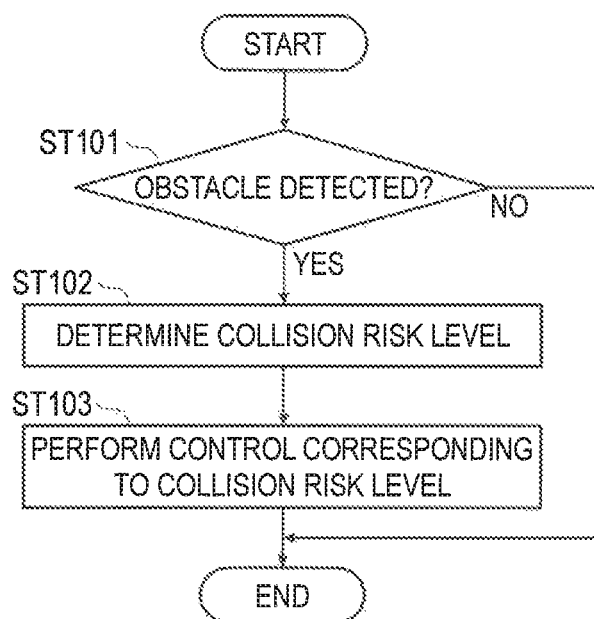 START
ST101
OBSTACLE DETECTED?
NO
YES
ST102
DETERMINE COLLISION RISK LEVEL
ST103
PERFORM CONTROL CORRESPONDING
TO COLLISION RISK LEVEL
END